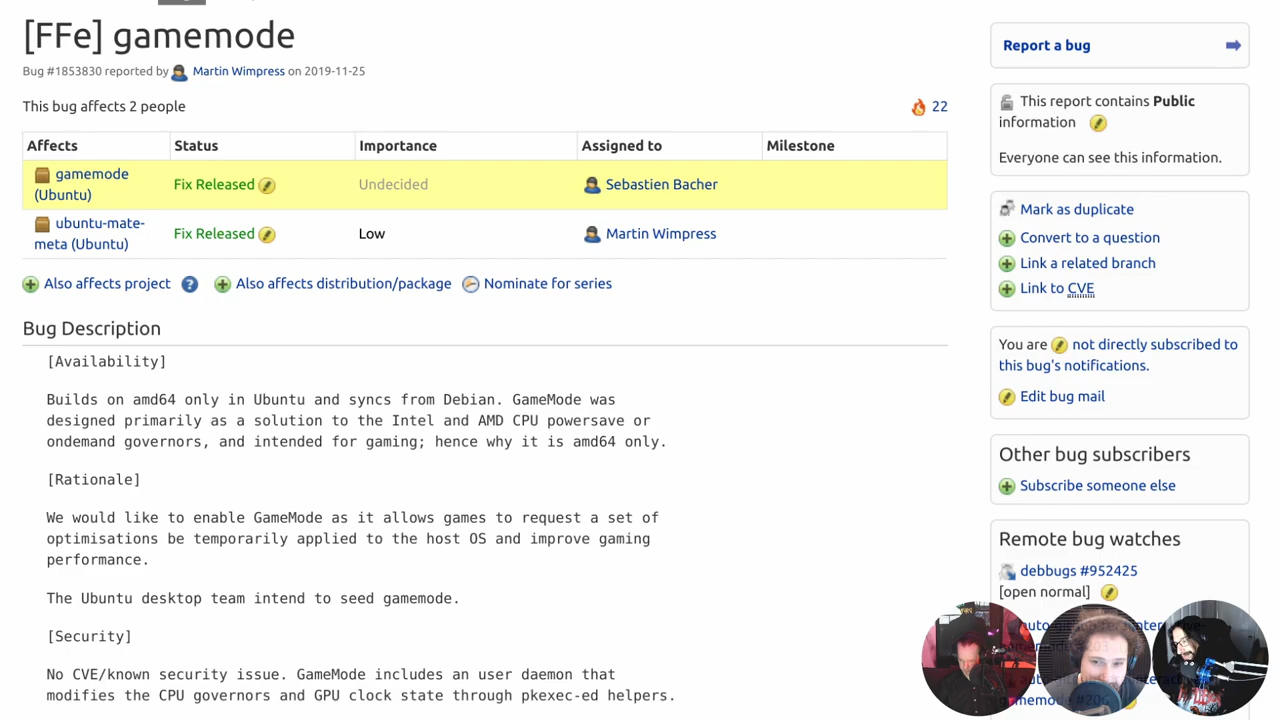 [FFe] gamemode
Bug #1853830 reported by Martin Wimpress on 2019-11-25
This bug affects 2 people
22
Affects Status Importance Assigned to Milestone
gamemode (Ubuntu) Fix Released Undecided Sebastien Bacher
ubuntu-mate-meta (Ubuntu) Fix Released Low Martin Wimpress
Also affects project ? Also affects distribution/package Nominate for series
Bug Description
[Availability]
Builds on amd64 only in Ubuntu and syncs from Debian. GameMode was
designed primarily as a solution to the Intel and AMD CPU powersave or
ondemand governors, and intended for gaming; hence why it is amd64 only.
[Rationale]
We would like to enable GameMode as it allows games to request a set of
optimisations be temporarily applied to the host OS and improve gaming
performance.
The Ubuntu desktop team intend to seed gamemode.
[Security]
No CVE/known security issue. GameMode includes an user daemon that
modifies the CPU governors and GPU clock state through pkexec-ed helpers.
Report a bug
This report contains Public
information
Everyone can see this information.
Mark as duplicate
Convert to a question
Link a related branch
Link to CVE
You are not directly subscribed to
this bug's notifications.
Edit bug mail
Other bug subscribers
Subscribe someone else
Remote bug watches
debbugs #952425
[open normal]